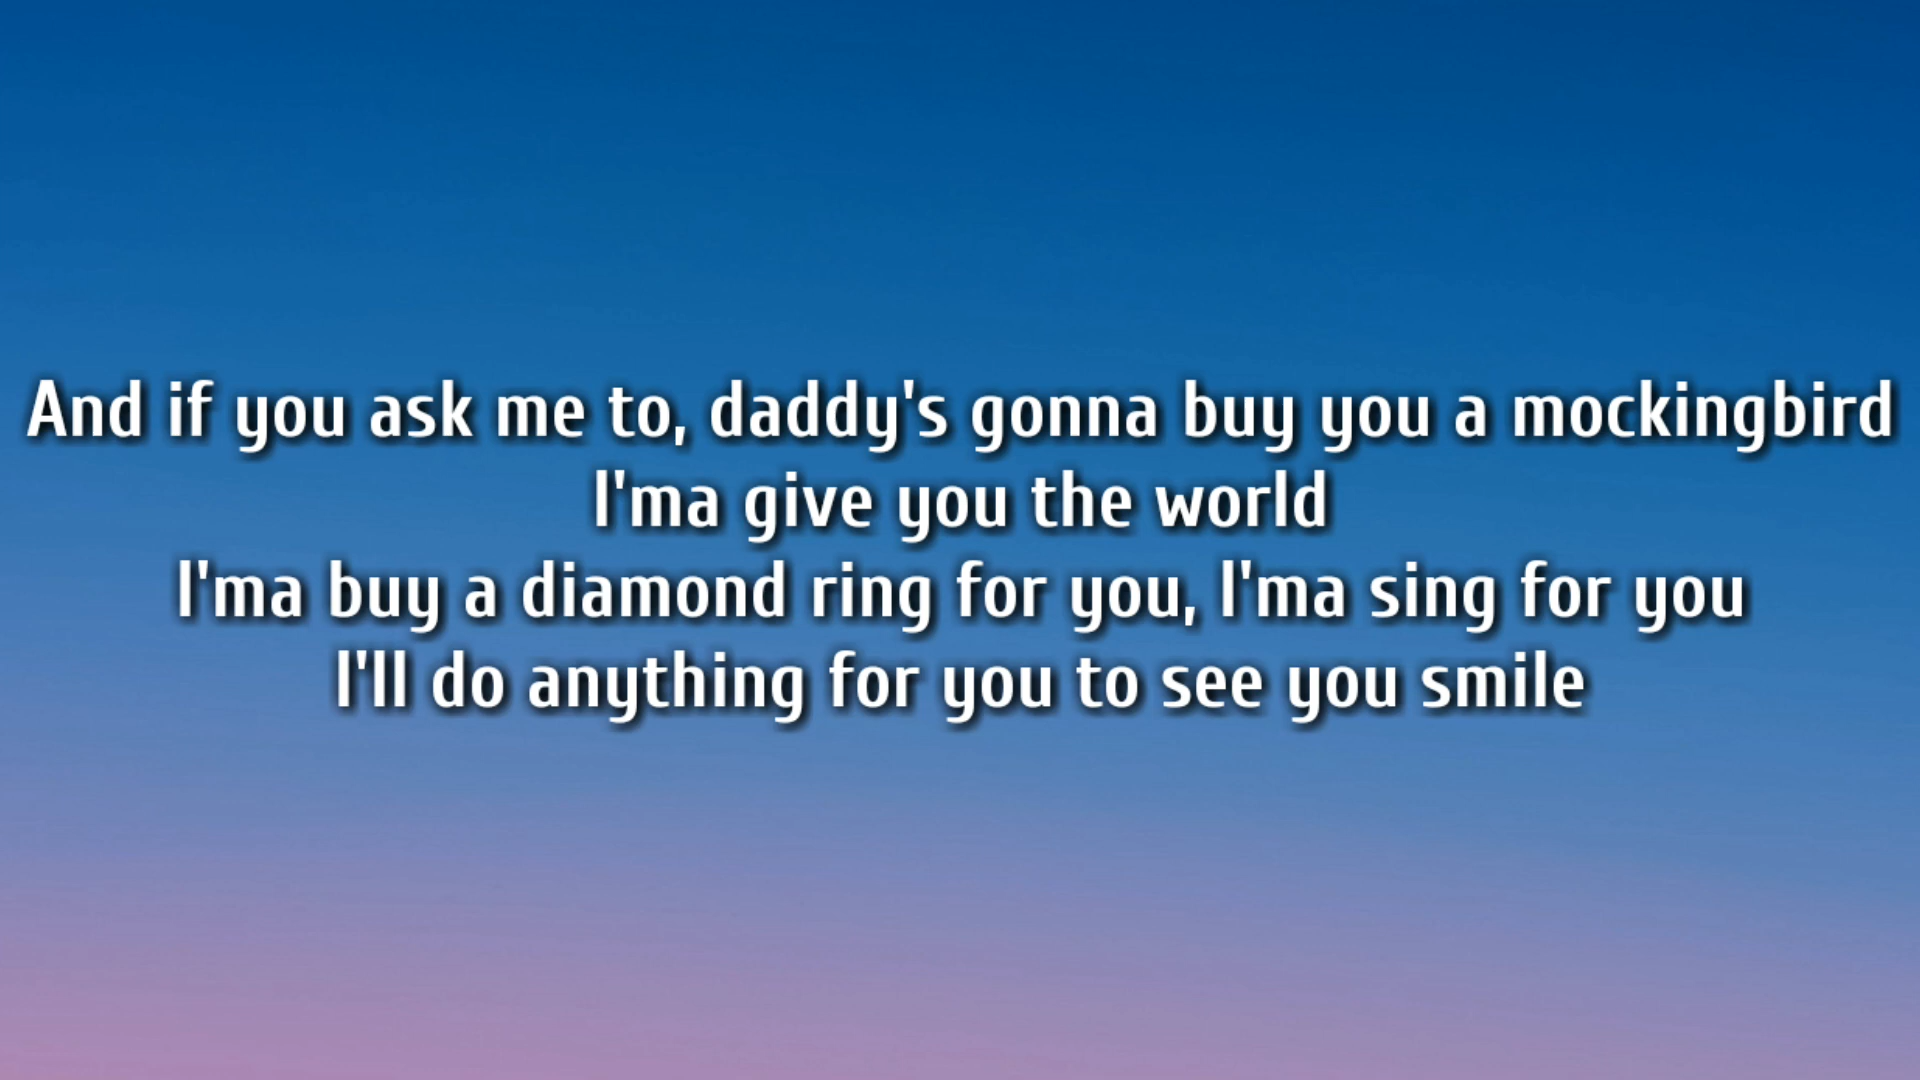 And if you ask me to, daddy's gonna buy you a mockingbird
I'ma give you the world
I'ma buy a diamond ring for you, I'ma sing for you
I'll do anything for you to see you smile